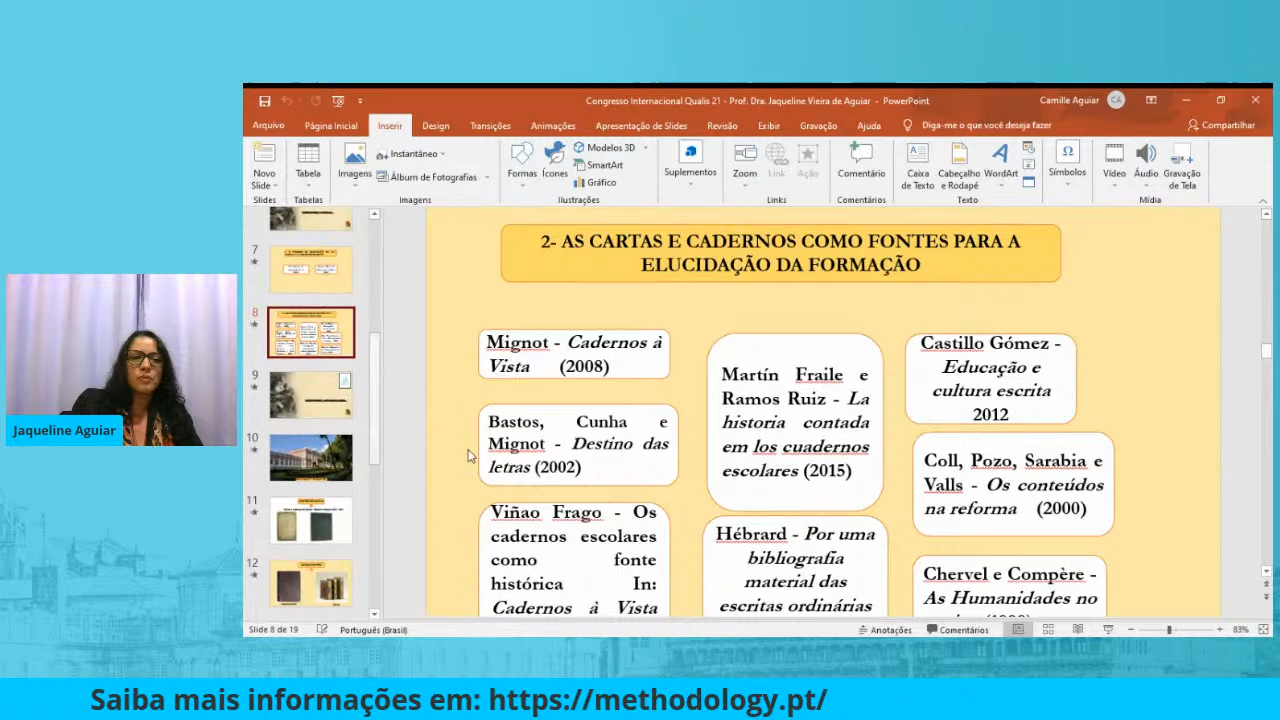 Congresso Internacional Qualis 21 - Prof. Dra. Jaqueline Vieira de Aguiar - PowerPoint
Camille Aguiar
CA
Arquivo
Página Inicial
Inserir
Design
Transições
Animações
Apresentação de Slides
Revisão
Exibir
Gravação
Ajuda
Diga-me o que você deseja fazer
Compartilhar
Novo
Slide
Slides
Tabela
Tabelas
Imagens
Instantâneo
Álbum de Fotografias
Imagens
Formas
Ícones
Modelos 3D
SmartArt
Gráfico
Ilustrações
Suplementos
Zoom
Link
Ação
Links
Comentário
Comentários
Caixa
de Texto
Cabeçalho
e Rodapé
WordArt
Texto
Símbolos
Vídeo
Áudio
Gravação
de Tela
Mídia
7
8
9
10
11
12
2- AS CARTAS E CADERNOS COMO FONTES PARA A
ELUCIDAÇÃO DA FORMAÇÃO
Mignot - Cadernos à
Vista (2008)
Bastos, Cunha e
Mignot - Destino das
letras (2002)
Viñao Frago - Os
cadernos escolares
como fonte
histórica In:
Cadernos à Vista
Martín Fraile e
Ramos Ruiz - La
historia contada
em los cuadernos
escolares (2015)
Hébrard - Por uma
bibliografia
material das
escritas ordinárias
Castillo Gómez -
Educação e
cultura escrita
2012
Coll, Pozo, Sarabia e
Valls - Os conteúdos
na reforma (2000)
Chervel e Compère -
As Humanidades no
Jaqueline Aguiar
Slide 8 de 19
Português (Brasil)
Anotações
Comentários
83%
Saiba mais informações em: https://methodology.pt/